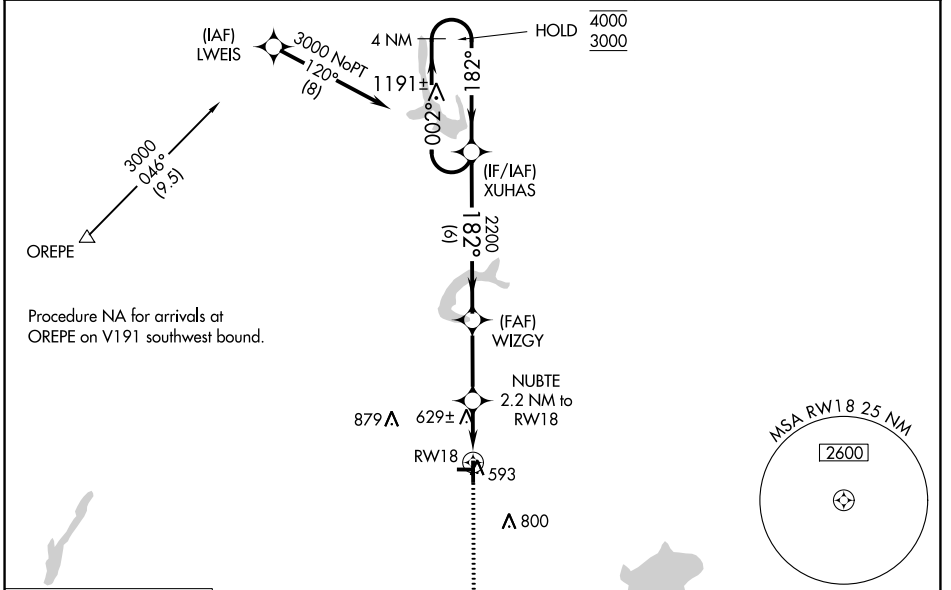 (IAF)
LWEIS
3000 NoPT
120°
(8)
4 NM
HOLD
4000
3000
1191±
182°
002°
(IF/IAF)
XUHAS
3000
046°
(9.5)
OREPE
2200
182°
(6)
Procedure NA for arrivals at
OREPE on V191 southwest bound.
(FAF)
WIZGY
NUBTE
2.2 NM to
RW18
879
629±
RW18
593
800
MSA RW18 25 NM
2600